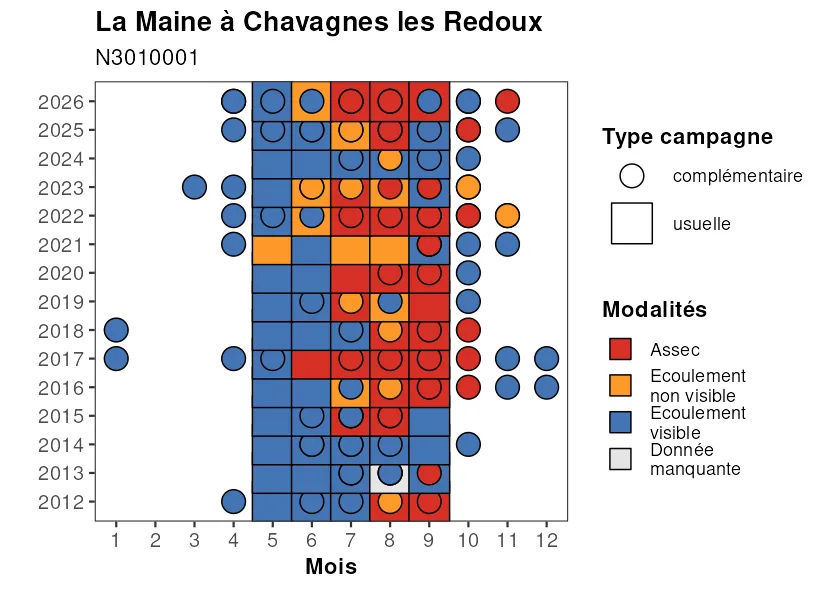 La Maine à Chavagnes les Redoux
N3010001
2026
2025
2024
2023
2022
2021
2020
2019
2018
2017
2016
2015
2014
2013
2012
1 2 3 4 5 6 7 8 9 10 11 12
Mois
Type campagne
complémentaire
usuelle
Modalités
Assec
Ecoulement
non visible
Ecoulement
visible
Donnée
manquante